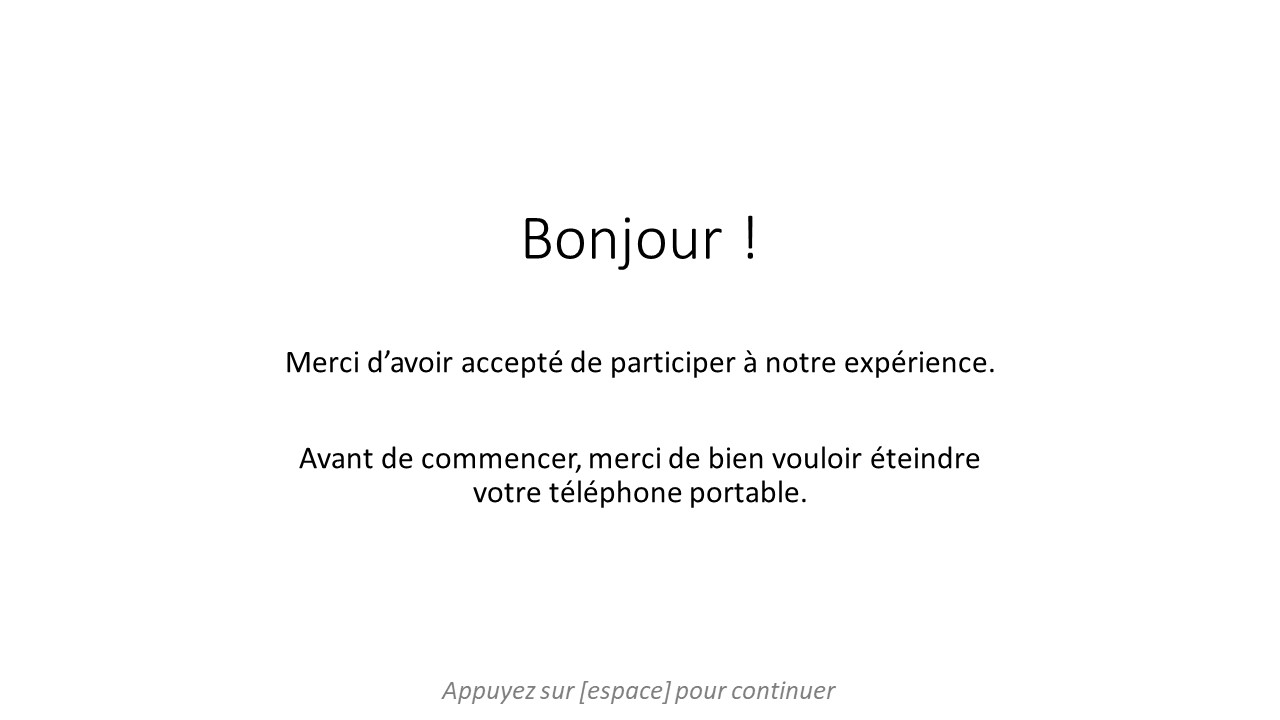 Bonjour !
Merci d’avoir accepté de participer à notre expérience.
Avant de commencer, merci de bien vouloir éteindre
votre téléphone portable.
Appuyez sur [espace] pour continuer